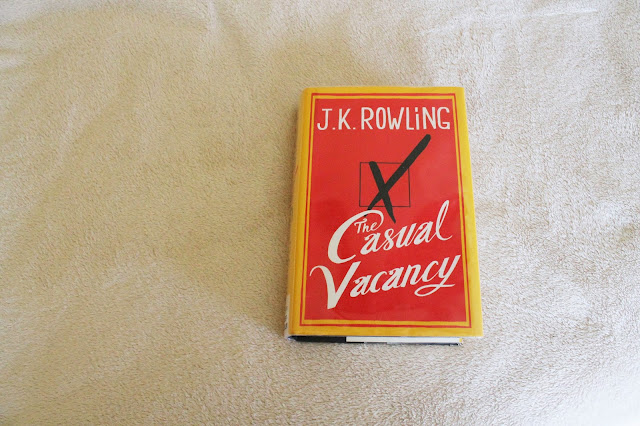 J.K. ROWLiNG
The
Casual
Vacancy